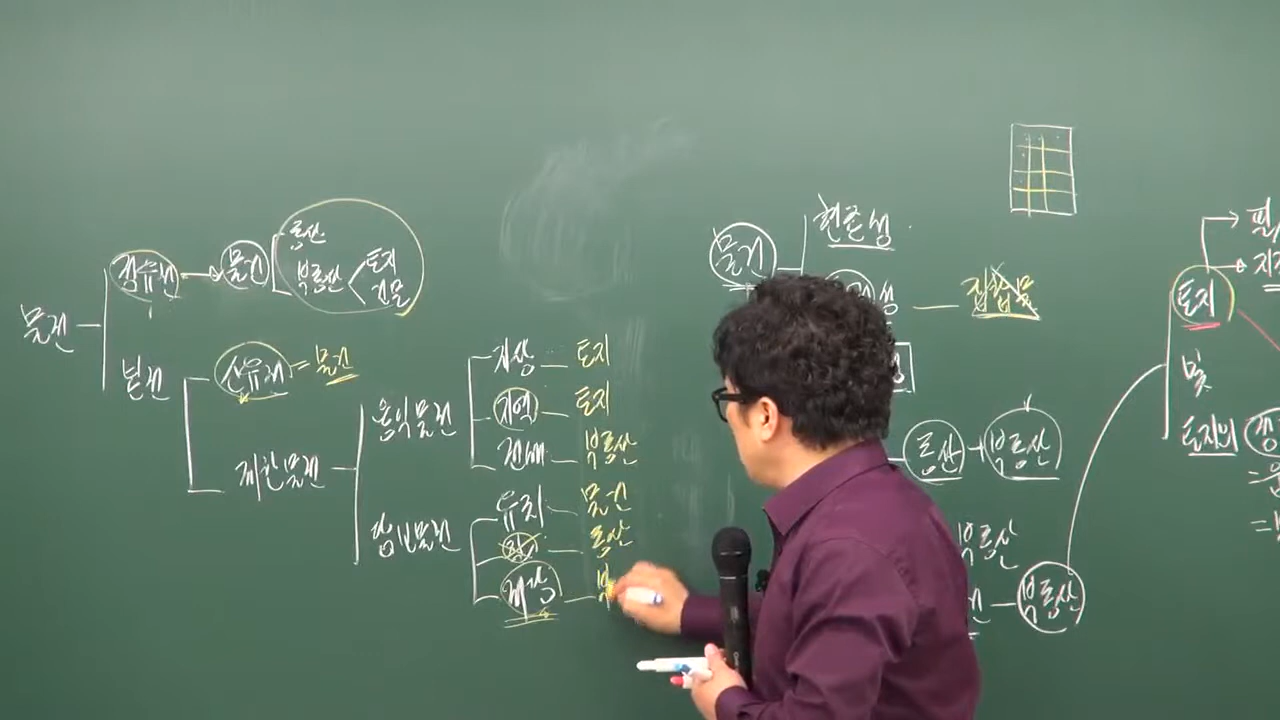 물권
점유권
물건
동산
부동산
토지
건물
본권
소유권 = 물건
제한물권
용익물권
지상 — 토지
지역 — 토지
전세 — 부동산
담보물권
유치 — 물건
질 — 동산
저당 — 부
물건
현존성
성 — 집합물
동산
부동산
부동산
부동산
토지
및
토지의